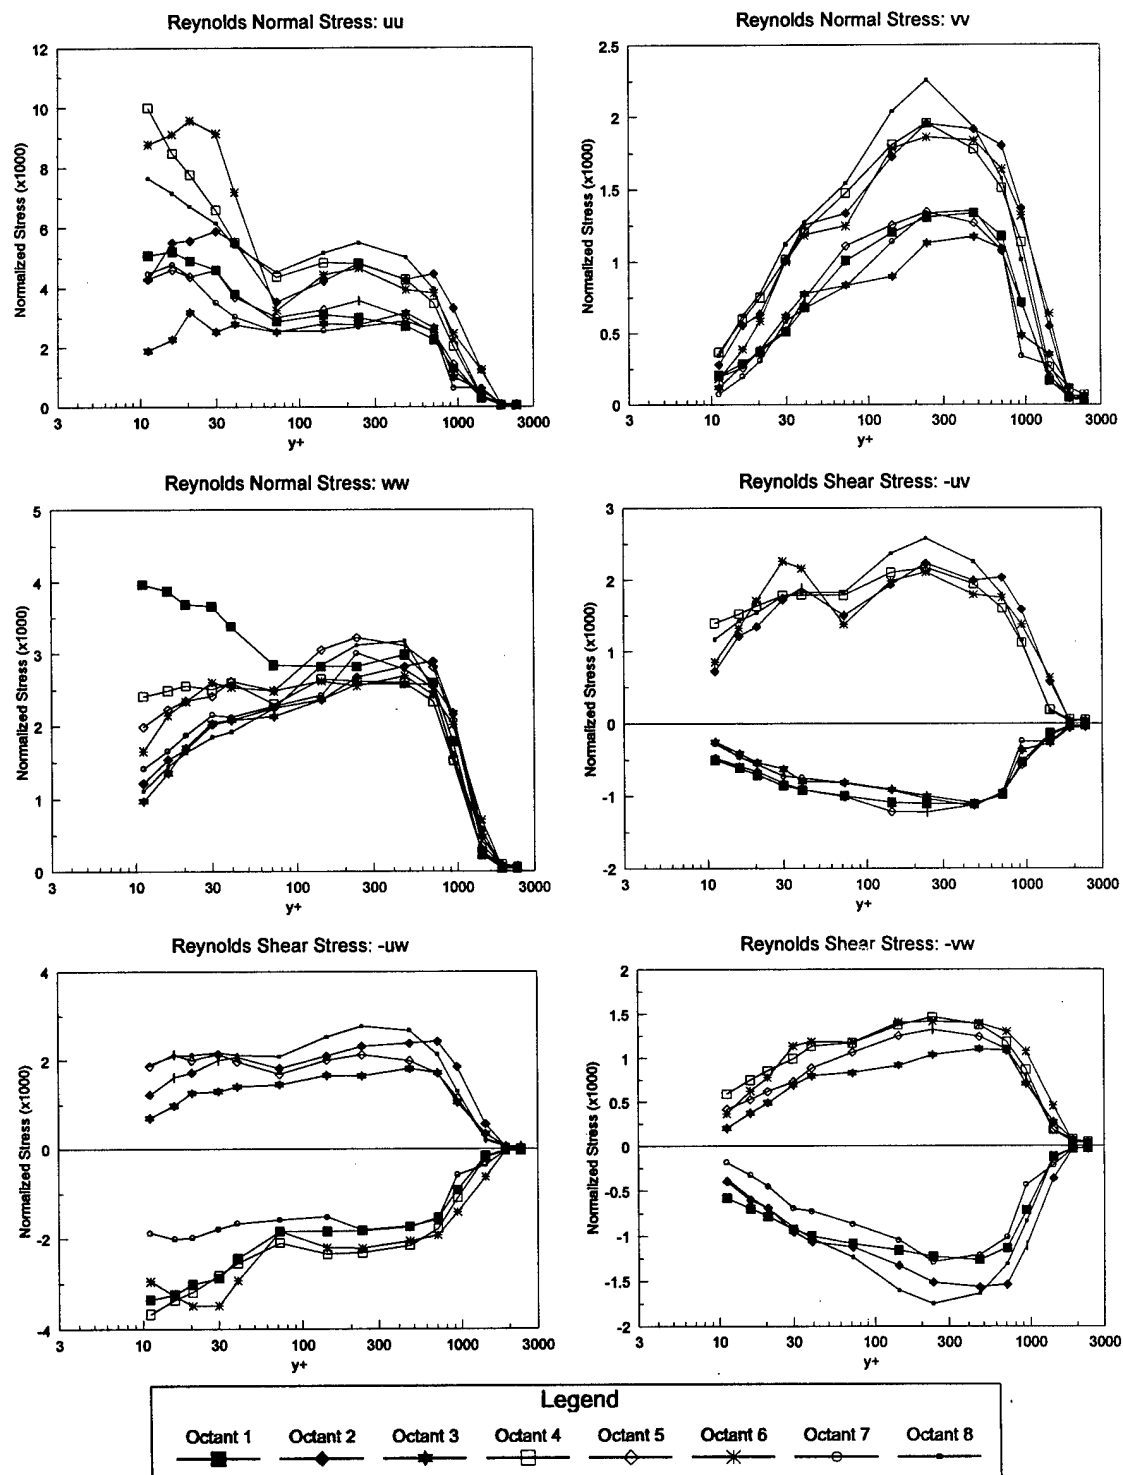 Reynolds Normal Stress: uu
Normalized Stress (x1000)
12
10
8
6
4
2
0
3 10 30 100 300 1000 3000
y+
Reynolds Normal Stress: vv
Normalized Stress (x1000)
2.5
2
1.5
1
0.5
0
3 10 30 100 300 1000 3000
y+
Reynolds Normal Stress: ww
Normalized Stress (x1000)
5
4
3
2
1
0
3 10 30 100 300 1000 3000
y+
Reynolds Shear Stress: -uv
Normalized Stress (x1000)
3
2
1
0
-1
-2
3 10 30 100 300 1000 3000
y+
Reynolds Shear Stress: -uw
Normalized Stress (x1000)
4
2
0
-2
-4
3 10 30 100 300 1000 3000
y+
Reynolds Shear Stress: -vw
Normalized Stress (x1000)
2
1.5
1
0.5
0
-0.5
-1
-1.5
-2
3 10 30 100 300 1000 3000
y+
Legend
Octant 1 Octant 2 Octant 3 Octant 4 Octant 5 Octant 6 Octant 7 Octant 8